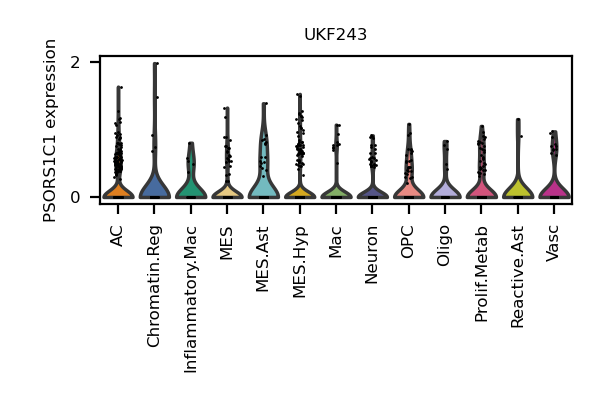 UKF243
PSORS1C1 expression
2
0
AC
Chromatin.Reg
Inflammatory.Mac
MES
MES.Ast
MES.Hyp
Mac
Neuron
OPC
Oligo
Prolif.Metab
Reactive.Ast
Vasc